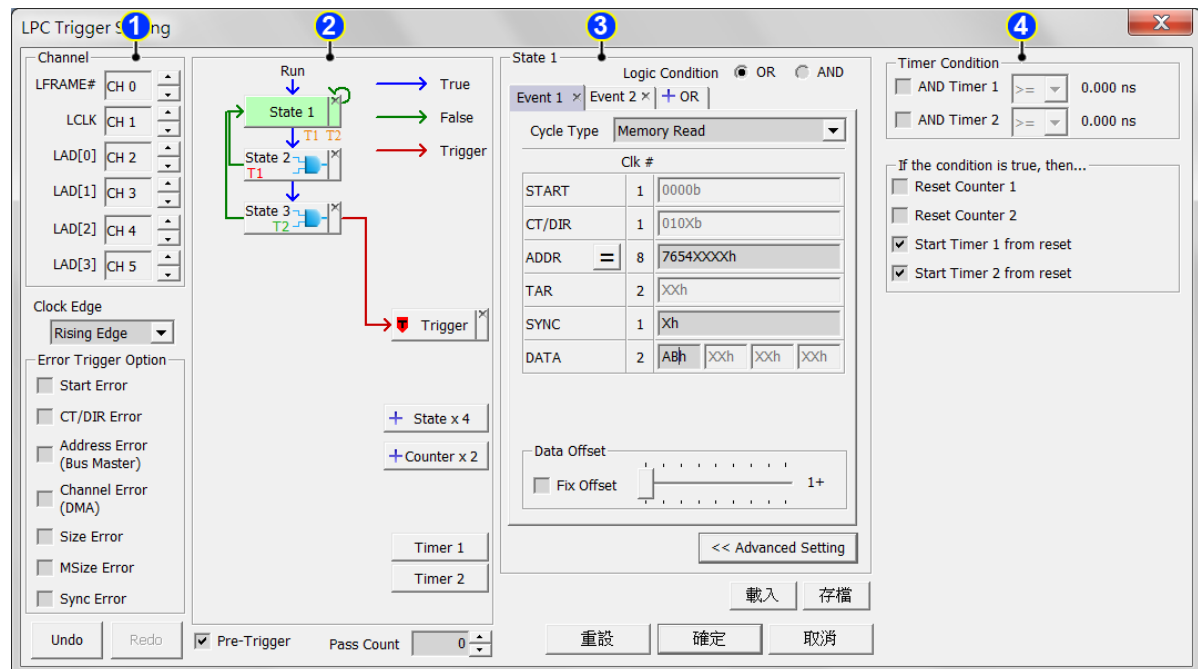 LPC Trigger S ng
1
2
3
4
X
Channel
LFRAME# CH 0
LCLK CH 1
LAD[0] CH 2
LAD[1] CH 3
LAD[2] CH 4
LAD[3] CH 5
Clock Edge
Rising Edge
Error Trigger Option
Start Error
CT/DIR Error
Address Error
(Bus Master)
Channel Error
(DMA)
Size Error
MSize Error
Sync Error
Undo Redo
Run
State 1
T1 T2
State 2
T1
State 3
T2
True
False
Trigger
T Trigger
+ State x 4
+ Counter x 2
Timer 1
Timer 2
Pre-Trigger Pass Count 0
State 1
Logic Condition OR AND
Event 1 × Event 2 × + OR
Cycle Type Memory Read
Clk #
START 1 0000b
CT/DIR 1 010Xb
ADDR = 8 7654XXXXh
TAR 2 XXh
SYNC 1 Xh
DATA 2 ABh XXh XXh XXh
Data Offset
Fix Offset 1+
<< Advanced Setting
載入 存檔
重設 確定 取消
Timer Condition
AND Timer 1 >= 0.000 ns
AND Timer 2 >= 0.000 ns
If the condition is true, then...
Reset Counter 1
Reset Counter 2
Start Timer 1 from reset
Start Timer 2 from reset